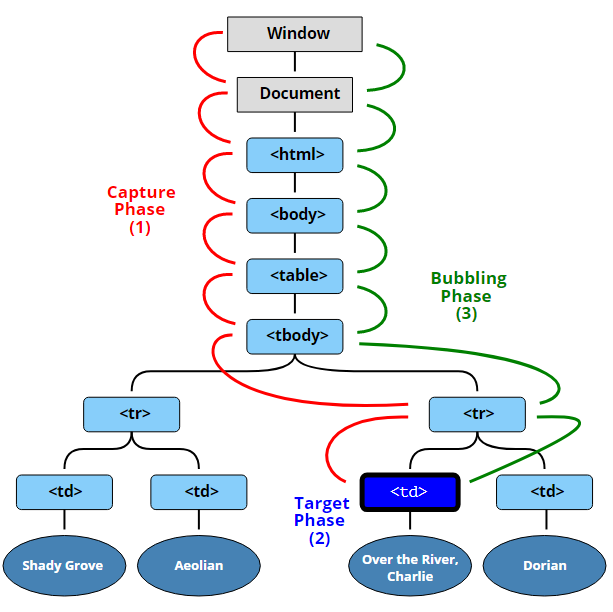 Window
Document
<html>
Capture
Phase
(1)
<body>
<table>
Bubbling
Phase
(3)
<tbody>
<tr>
<tr>
<td>
<td>
<td>
<td>
Target
Phase
(2)
Shady Grove
Aeolian
Over the River,
Charlie
Dorian